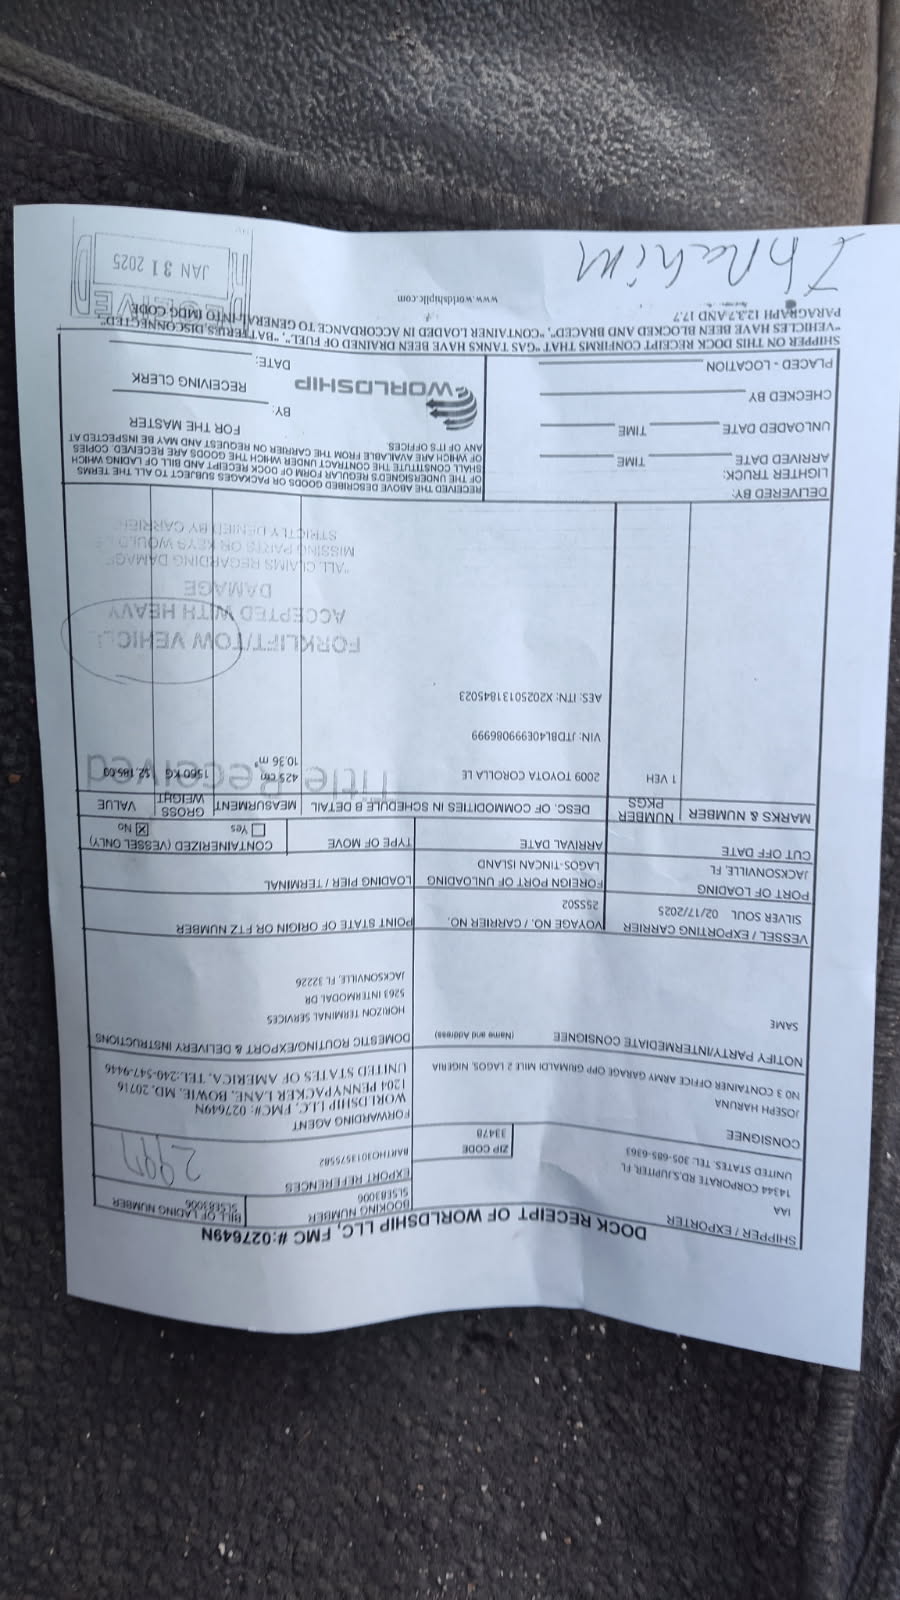 DOCK RECEIPT OF WORLDSHIP LLC, FMC #:027649N
SHIPPER / EXPORTER
IAA
14344 CORPORATE RD.S,JUPITER, FL
UNITED STATES. TEL: 305-685-6363
ZIP CODE
33478
BOOKING NUMBER
SLSE83006
BILL OF LADING NUMBER
SLSE83006
EXPORT REFERENCES
BARTHO3013575582
2997
CONSIGNEE
JOSEPH HARUNA
NO 3 CONTAINER OFFICE ARMY GARAGE OPP GRIMALDI MILE 2 LAGOS, NIGERIA
FORWARDING AGENT
WORLDSHIP LLC, FMC#: 027649N
1204 PENNYPACKER LANE, BOWIE, MD, 20716
UNITED STATES OF AMERICA, TEL:240-547-9446
NOTIFY PARTY/INTERMEDIATE CONSIGNEE (Name and Address)
SAME
DOMESTIC ROUTING/EXPORT & DELIVERY INSTRUCTIONS
HORIZON TERMINAL SERVICES
5263 INTERMODAL DR
JACKSONVILLE, FL 32226
VESSEL / EXPORTING CARRIER
SILVER SOUL 02/17/2025
VOYAGE NO. / CARRIER NO.
25SS02
POINT STATE OF ORIGIN OR FTZ NUMBER
PORT OF LOADING
JACKSONVILLE, FL
FOREIGN PORT OF UNLOADING
LAGOS-TINCAN ISLAND
LOADING PIER / TERMINAL
CUT OFF DATE
ARRIVAL DATE
TYPE OF MOVE
CONTAINERIZED (VESSEL ONLY)
Yes
No
MARKS & NUMBER
NUMBER PKGS
DESC. OF COMMODITIES IN SCHEDULE B DETAIL
MEASURMENT
GROSS WEIGHT
VALUE
1 VEH
2009 TOYOTA COROLLA LE
425 cm
10.36 m³
1560 KG
$2,185.00
Title Received
VIN: JTDBL40E999086999
AES: ITN: X20250131845023
FORKLIFT/TOW VEHICLE
ACCEPTED WITH HEAVY
DAMAGE
"ALL CLAIMS REGARDING DAMAGE
MISSING PARTS OR KEYS WOULD BE
STRICTLY DENIED BY CARRIER"
DELIVERED BY:
LIGHTER TRUCK:
ARRIVED DATE TIME
UNLOADED DATE TIME
CHECKED BY
PLACED - LOCATION
RECEIVED THE ABOVE DESCRIBED GOODS OR PACKAGES SUBJECT TO ALL THE TERMS
OF THE UNDERSIGNED'S REGULAR FORM OF DOCK RECEIPT AND BILL OF LADING WHICH
SHALL CONSTITUTE THE CONTRACT UNDER WHICH THE GOODS ARE RECEIVED. COPIES
OF WHICH ARE AVAILABLE FROM THE CARRIER ON REQUEST AND MAY BE INSPECTED AT
ANY OF IT'S OFFICES.
FOR THE MASTER
WORLDSHIP
BY:
RECEIVING CLERK
DATE:
SHIPPER ON THIS DOCK RECEIPT CONFIRMS THAT "GAS TANKS HAVE BEEN DRAINED OF FUEL", "BATTERIES DISCONNECTED"
"VEHICLES HAVE BEEN BLOCKED AND BRACED", "CONTAINER LOADED IN ACCORDANCE TO GENERAL INTO IMDG CODE
PARAGRAPH 12.3.7.2 AND 17.7
www.worldshipllc.com
RECEIVED
JAN 31 2025
Ibrahim